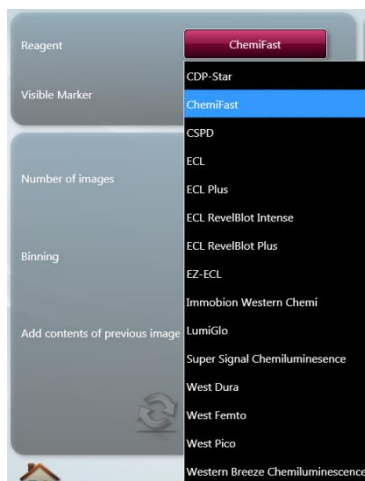 Reagent
ChemiFast
Visible Marker
Number of images
Binning
Add contents of previous image
CDP-Star
ChemiFast
CSPD
ECL
ECL Plus
ECL RevelBlot Intense
ECL RevelBlot Plus
EZ-ECL
Immobion Western Chemi
LumiGlo
Super Signal Chemiluminesence
West Dura
West Femto
West Pico
Western Breeze Chemiluminescence